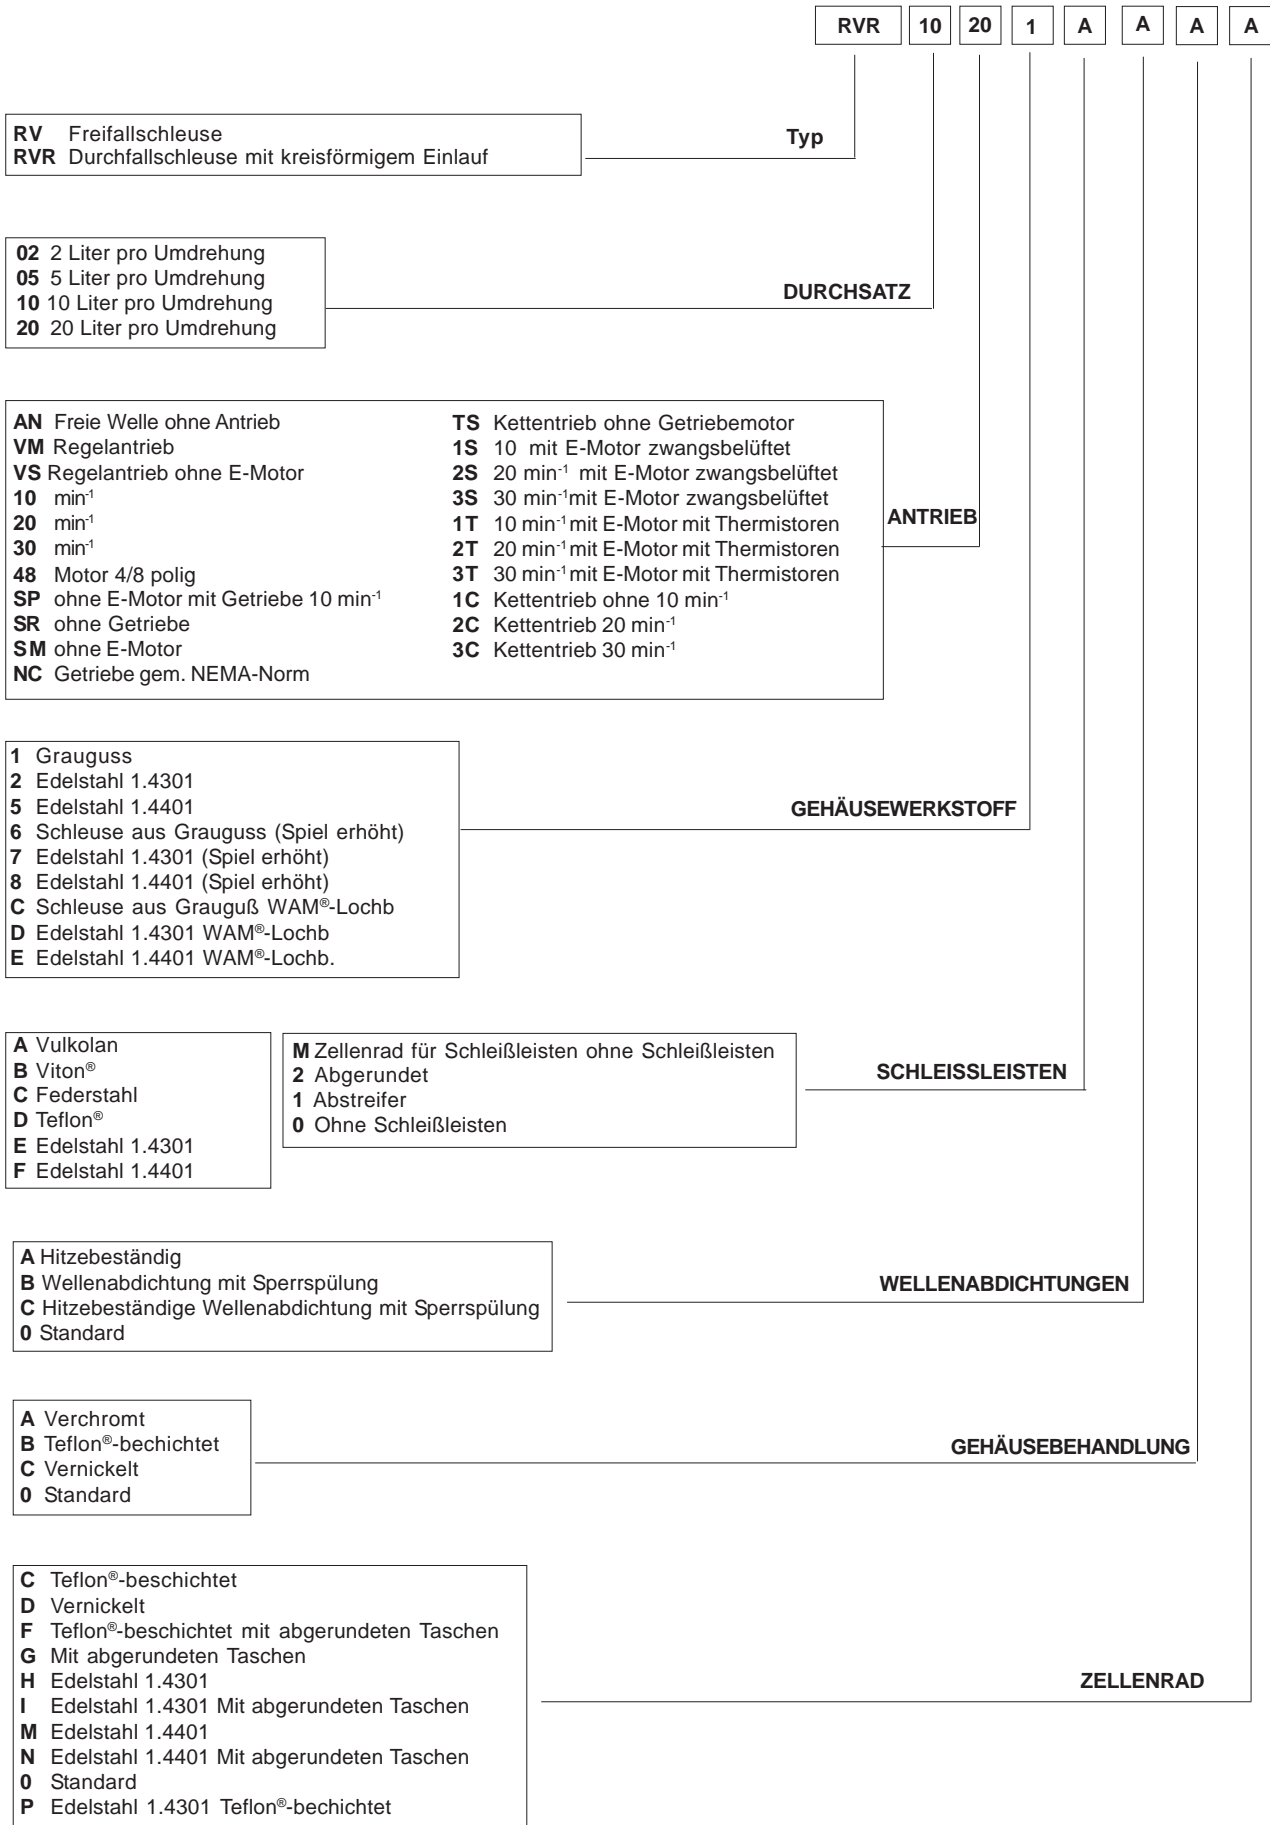 RVR 10 20 1 A A A A
RV Freifallschleuse
RVR Durchfallschleuse mit kreisförmigem Einlauf
Typ
02 2 Liter pro Umdrehung
05 5 Liter pro Umdrehung
10 10 Liter pro Umdrehung
20 20 Liter pro Umdrehung
DURCHSATZ
AN Freie Welle ohne Antrieb
VM Regelantrieb
VS Regelantrieb ohne E-Motor
10 min-1
20 min-1
30 min-1
48 Motor 4/8 polig
SP ohne E-Motor mit Getriebe 10 min-1
SR ohne Getriebe
SM ohne E-Motor
NC Getriebe gem. NEMA-Norm
TS Kettentrieb ohne Getriebemotor
1S 10 mit E-Motor zwangsbelüftet
2S 20 min-1 mit E-Motor zwangsbelüftet
3S 30 min-1 mit E-Motor zwangsbelüftet
1T 10 min-1 mit E-Motor mit Thermistoren
2T 20 min-1 mit E-Motor mit Thermistoren
3T 30 min-1 mit E-Motor mit Thermistoren
1C Kettentrieb ohne 10 min-1
2C Kettentrieb 20 min-1
3C Kettentrieb 30 min-1
ANTRIEB
1 Grauguss
2 Edelstahl 1.4301
5 Edelstahl 1.4401
6 Schleuse aus Grauguss (Spiel erhöht)
7 Edelstahl 1.4301 (Spiel erhöht)
8 Edelstahl 1.4401 (Spiel erhöht)
C Schleuse aus Grauguß WAM®-Lochb
D Edelstahl 1.4301 WAM®-Lochb
E Edelstahl 1.4401 WAM®-Lochb.
GEHÄUSEWERKSTOFF
A Vulkolan
B Viton®
C Federstahl
D Teflon®
E Edelstahl 1.4301
F Edelstahl 1.4401
M Zellenrad für Schleißleisten ohne Schleißleisten
2 Abgerundet
1 Abstreifer
0 Ohne Schleißleisten
SCHLEISSLEISTEN
A Hitzebeständig
B Wellenabdichtung mit Sperrspülung
C Hitzebeständige Wellenabdichtung mit Sperrspülung
0 Standard
WELLENABDICHTUNGEN
A Verchromt
B Teflon®-bechichtet
C Vernickelt
0 Standard
GEHÄUSEBEHANDLUNG
C Teflon®-beschichtet
D Vernickelt
F Teflon®-beschichtet mit abgerundeten Taschen
G Mit abgerundeten Taschen
H Edelstahl 1.4301
I Edelstahl 1.4301 Mit abgerundeten Taschen
M Edelstahl 1.4401
N Edelstahl 1.4401 Mit abgerundeten Taschen
0 Standard
P Edelstahl 1.4301 Teflon®-bechichtet
ZELLENRAD